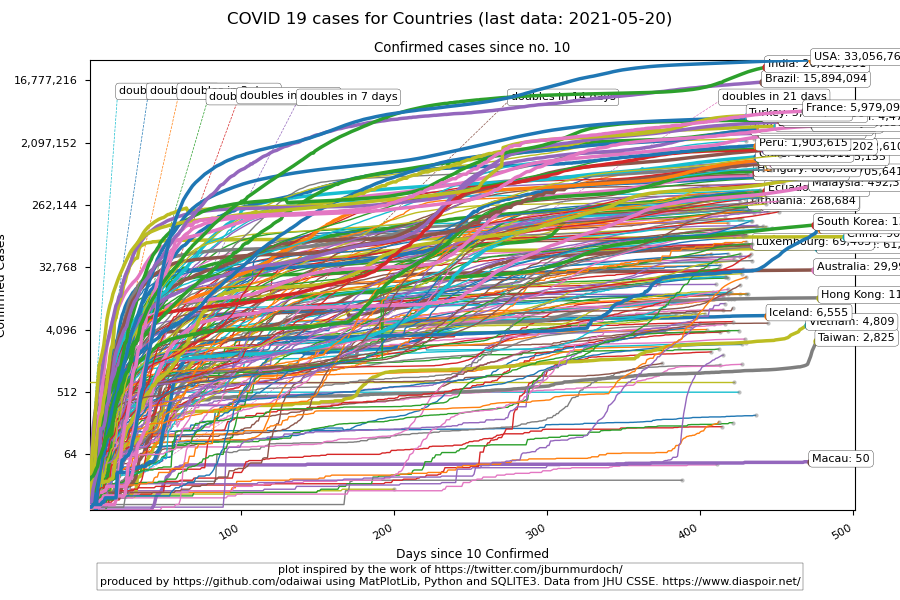 COVID 19 cases for Countries (last data: 2021-05-20)
Confirmed cases since no. 10
USA: 33,056,76
India: 
16,777,216
Brazil: 15,894,094
doub
doub
doub
doubles in
doubles in 7 days
doubles in 14 days
doubles in 21 days
France: 5,979,09
Turkey: 5,
2,097,152
Peru: 1,903,615
Hungary:
Malaysia: 492,3
Ecuado
262,144
Lithuania: 268,684
South Korea: 1
China: 90
Luxembourg: 69,469
32,768
Australia: 29,99
Hong Kong: 11
Iceland: 6,555
Vietnam: 4,809
4,096
Taiwan: 2,825
512
64
Macau: 50
100
200
300
400
500
Days since 10 Confirmed
Confirmed Cases
plot inspired by the work of https://twitter.com/jburnmurdoch/
produced by https://github.com/odaiwai using MatPlotLib, Python and SQLITE3. Data from JHU CSSE. https://www.diaspoir.net/